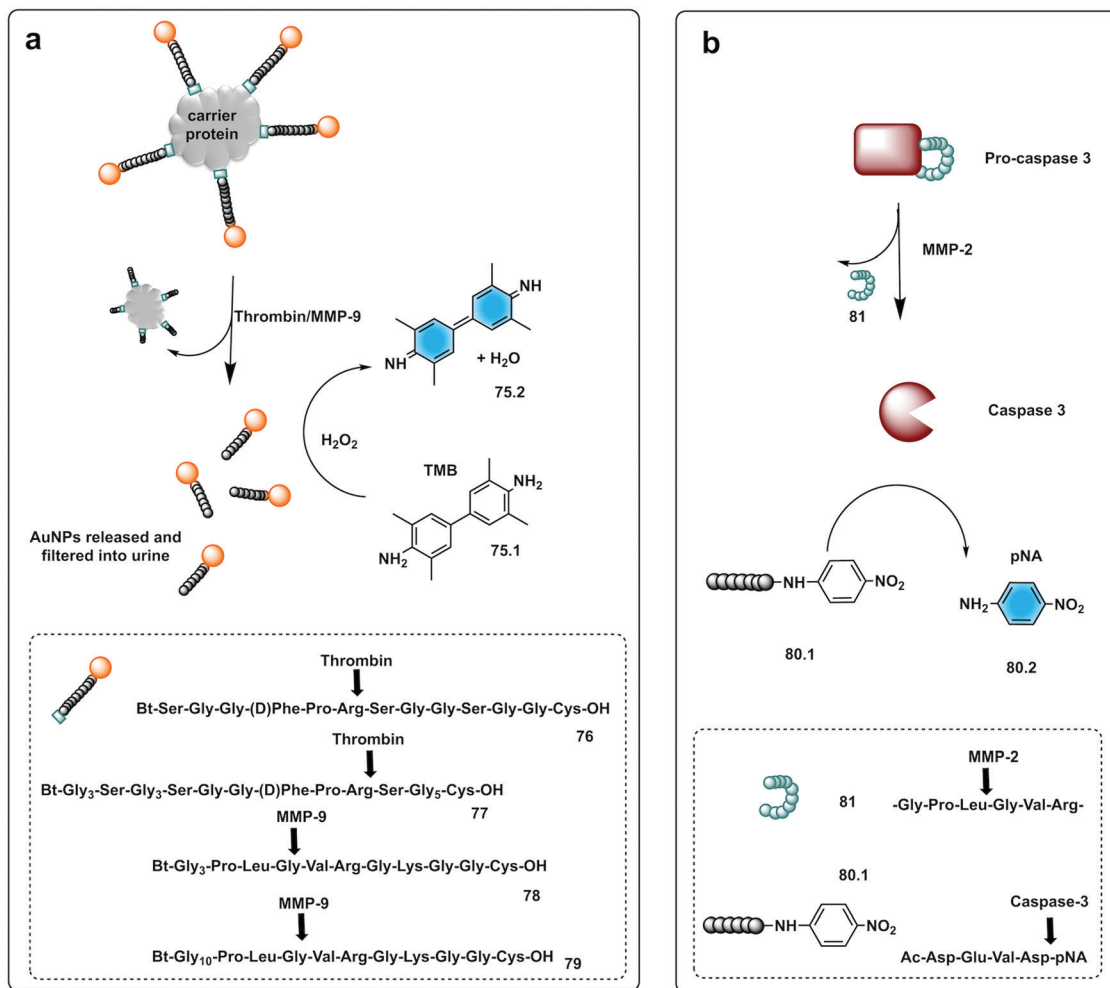 a
carrier
protein
Thrombin/MMP-9
NH
NH
+ H₂O
75.2
H₂O₂
TMB
NH₂
NH₂
75.1
AuNPs released and
filtered into urine
Thrombin
Bt-Ser-Gly-Gly-(D)Phe-Pro-Arg-Ser-Gly-Gly-Ser-Gly-Gly-Cys-OH
76
Thrombin
Bt-Gly₃-Ser-Gly₃-Ser-Gly-Gly-(D)Phe-Pro-Arg-Ser-Gly₅-Cys-OH
77
MMP-9
Bt-Gly₃-Pro-Leu-Gly-Val-Arg-Gly-Lys-Gly-Gly-Cys-OH
78
MMP-9
Bt-Gly₁₀-Pro-Leu-Gly-Val-Arg-Gly-Lys-Gly-Gly-Cys-OH
79
b
Pro-caspase 3
MMP-2
81
Caspase 3
NH
NO₂
80.1
pNA
NH₂
NO₂
80.2
MMP-2
81
-Gly-Pro-Leu-Gly-Val-Arg-
80.1
NH
NO₂
Caspase-3
Ac-Asp-Glu-Val-Asp-pNA